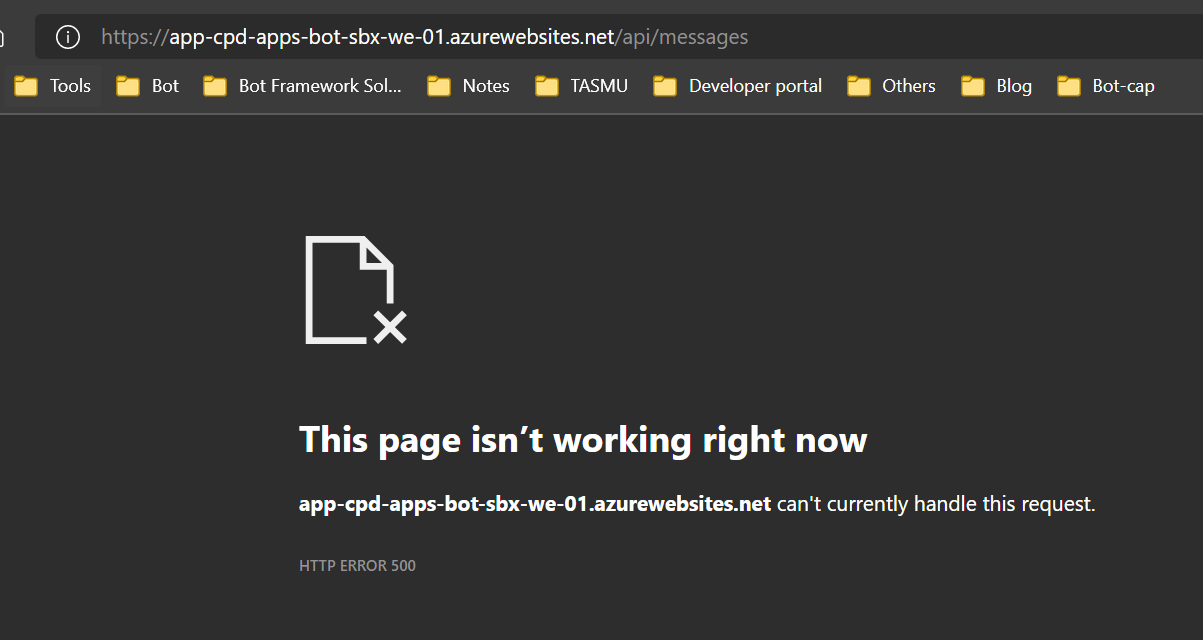 https://app-cpd-apps-bot-sbx-we-01.azurewebsites.net/api/messages
Tools Bot Bot Framework Sol... Notes TASMU Developer portal Others Blog Bot-cap
This page isn’t working right now
app-cpd-apps-bot-sbx-we-01.azurewebsites.net can't currently handle this request.
HTTP ERROR 500